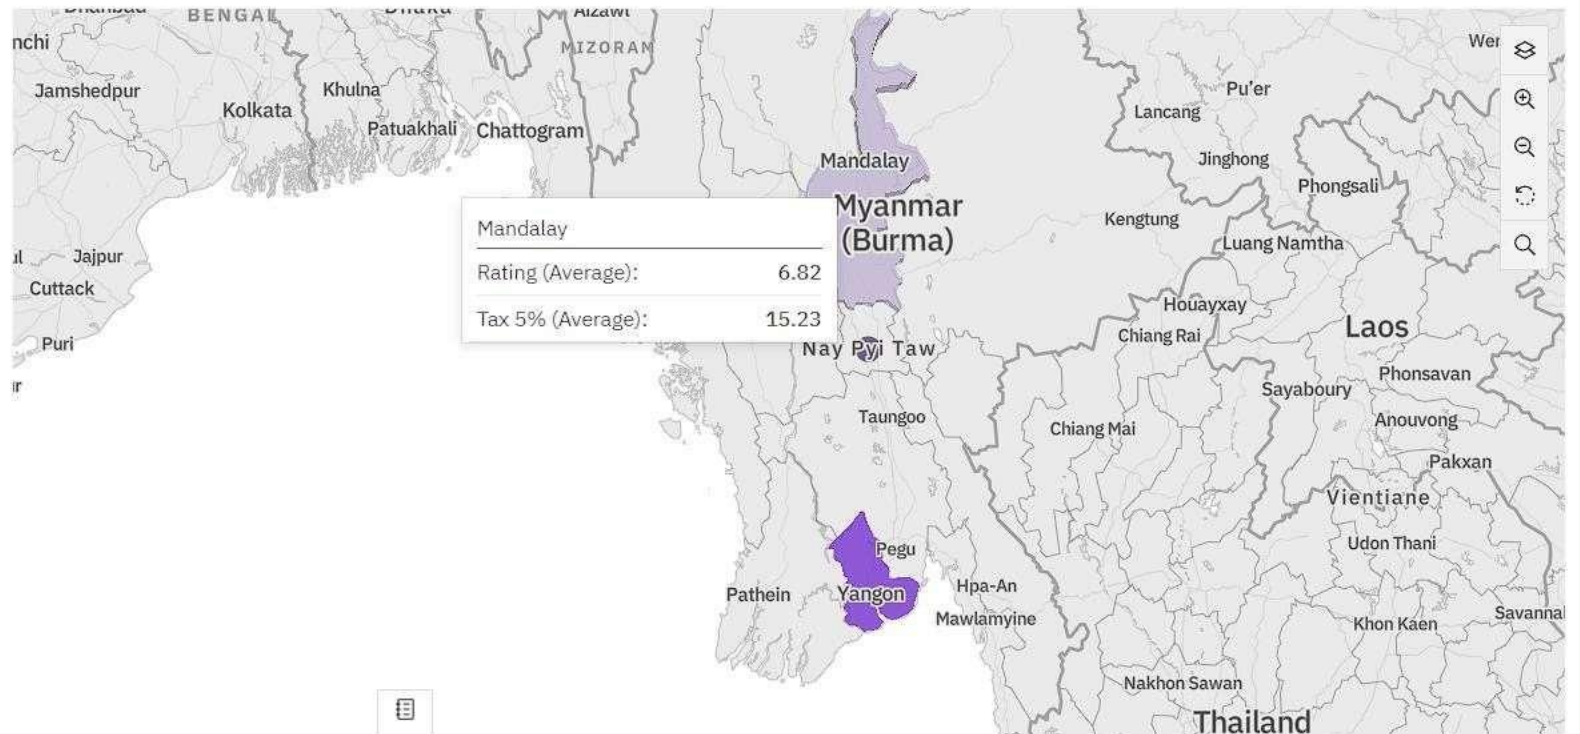 BENGAL
Dhaka
Aizawl
MIZORAM
Jamshedpur
Khulna
Kolkata
Patuakhali
Chattogram
Pu'er
Lancang
Jinghong
Phongsali
Mandalay
Myanmar
(Burma)
Kengtung
Luang Namtha
Mandalay
Rating (Average): 6.82
Tax 5% (Average): 15.23
Jajpur
Cuttack
Puri
Houayxay
Chiang Rai
Laos
Nay Pyi Taw
Phonsavan
Sayaboury
Taungoo
Chiang Mai
Anouvong
Pakxan
Vientiane
Pegu
Udon Thani
Pathein
Yangon
Hpa-An
Mawlamyine
Khon Kaen
Savanna
Nakhon Sawan
Thailand